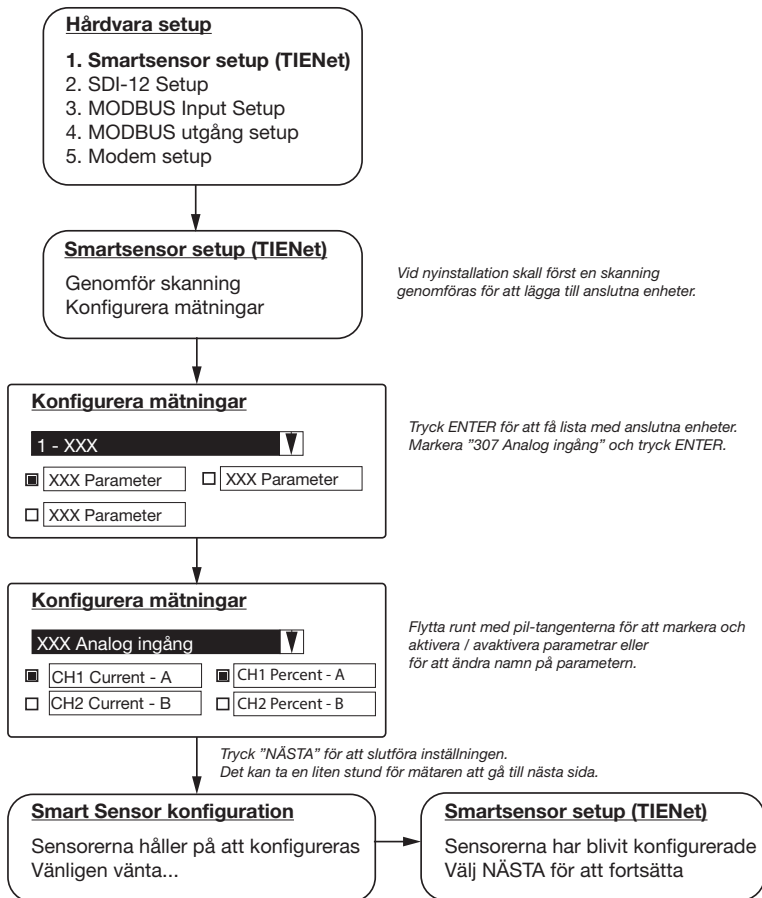 Hårdvara setup
1. Smartsensor setup (TIENet)
2. SDI-12 Setup
3. MODBUS Input Setup
4. MODBUS utgång setup
5. Modem setup
Smartsensor setup (TIENet)
Genomför skanning
Konfigurera mätningar
Vid nyinstallation skall först en skanning
genomföras för att lägga till anslutna enheter.
Konfigurera mätningar
1 - XXX
XXX Parameter
XXX Parameter
XXX Parameter
Tryck ENTER för att få lista med anslutna enheter.
Markera "307 Analog ingång" och tryck ENTER.
Konfigurera mätningar
XXX Analog ingång
CH1 Current - A
CH1 Percent - A
CH2 Current - B
CH2 Percent - B
Flytta runt med pil-tangenterna för att markera och
aktivera / avaktivera parametrar eller
för att ändra namn på parametern.
Tryck "NÄSTA" för att slutföra inställningen.
Det kan ta en liten stund för mätaren att gå till nästa sida.
Smart Sensor konfiguration
Sensorerna håller på att konfigureras
Vänligen vänta...
Smartsensor setup (TIENet)
Sensorerna har blivit konfigurerade
Välj NÄSTA för att fortsätta